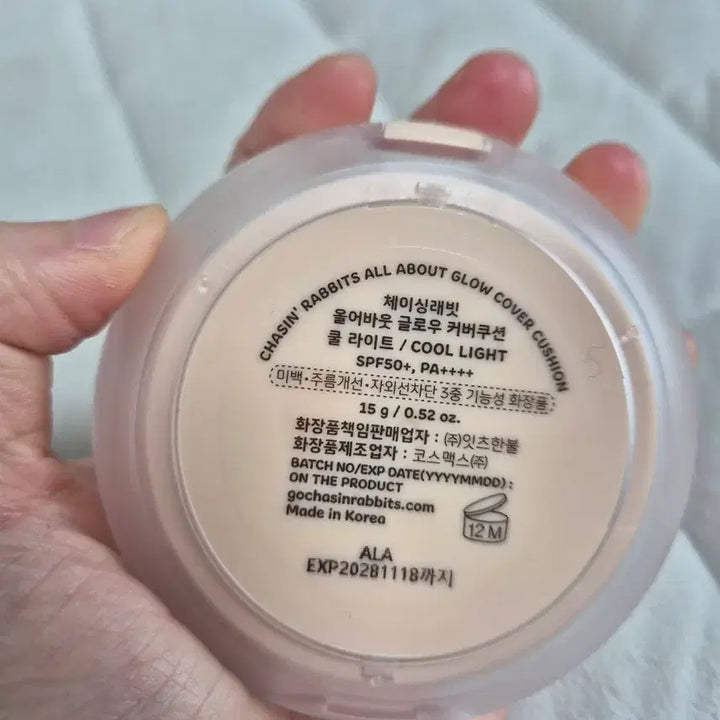 CHASIN' RABBITS ALL ABOUT GLOW COVER CUSHION
체이싱래빗
올어바웃 글로우 커버쿠션
쿨 라이트 / COOL LIGHT
SPF50+, PA++++
미백•주름개선•자외선차단 3중 기능성 화장품
15 g / 0.52 oz.
화장품책임판매업자 : ㈜잇츠한불
화장품제조업자 : 코스맥스㈜
BATCH NO/EXP DATE(YYYYMMDD) :
ON THE PRODUCT
gochasinrabbits.com
Made in Korea
12 M
ALA
EXP20281118까지